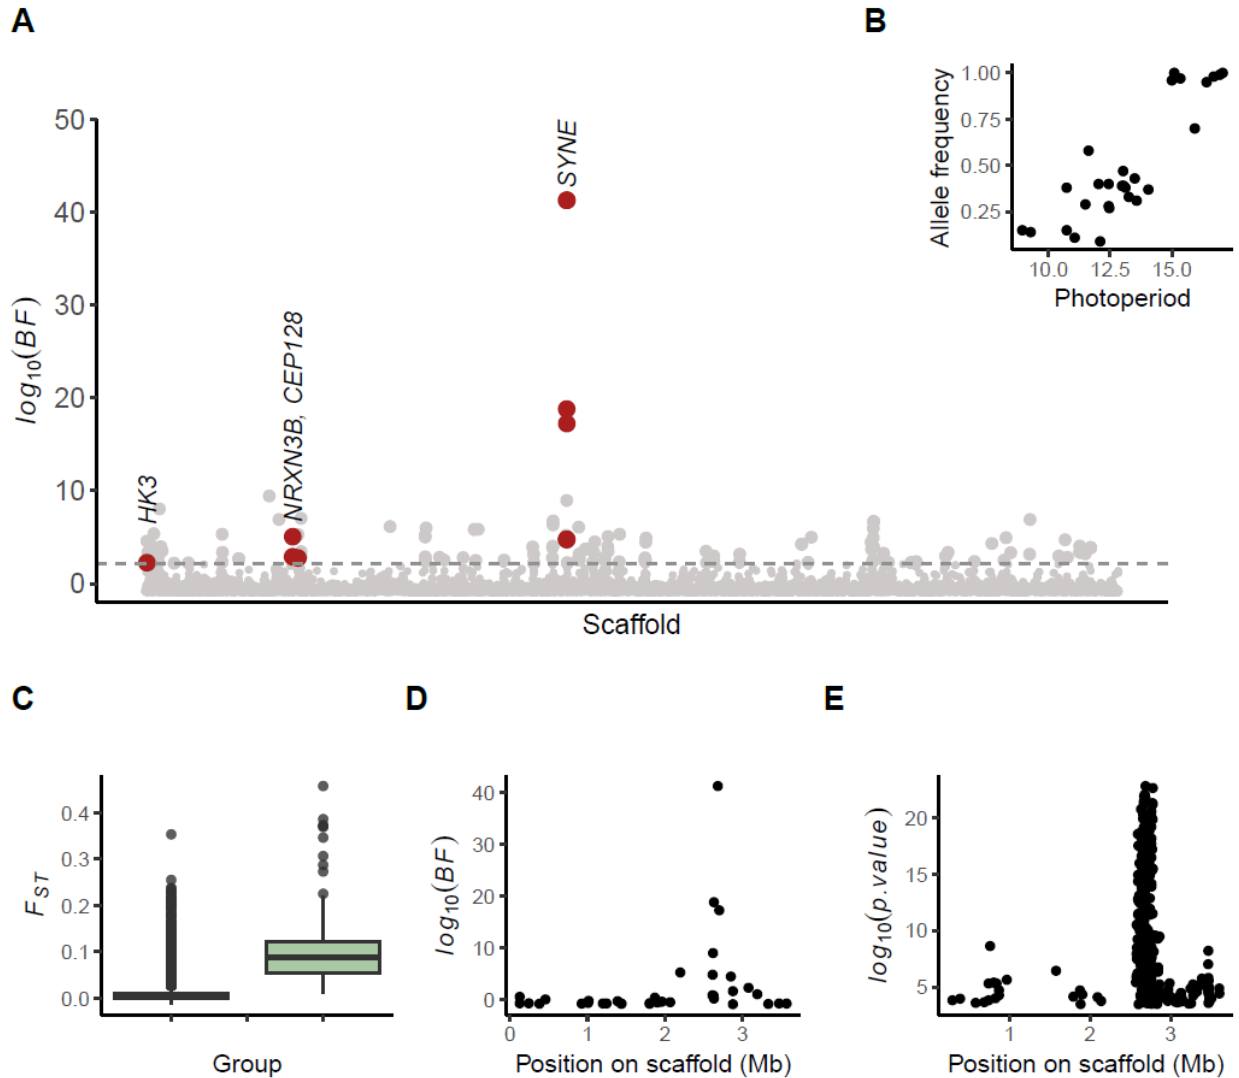 A
B
50
40
30
20
10
0
log10(BF)
HK3
NRXN3B, CEP128
SYNE
Scaffold
1.00
0.75
0.50
0.25
Allele frequency
10.0 12.5 15.0
Photoperiod
C
D
E
0.4
0.3
0.2
0.1
0.0
FST
Group
40
30
20
10
0
log10(BF)
0 1 2 3
Position on scaffold (Mb)
20
15
10
5
log10(p.value)
1 2 3
Position on scaffold (Mb)